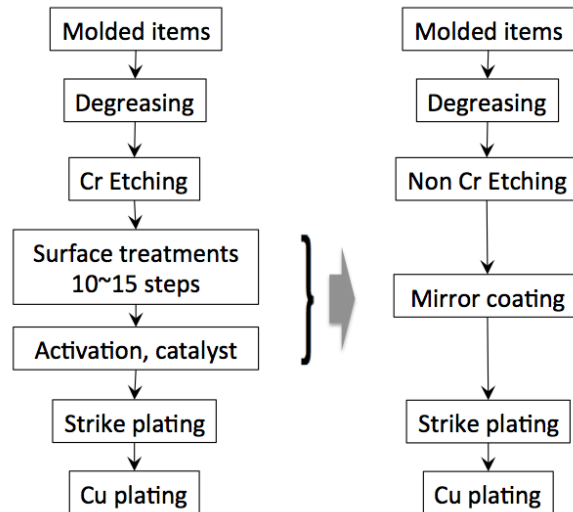 Molded items
Degreasing
Cr Etching
Surface treatments
10~15 steps
Activation, catalyst
Strike plating
Cu plating
Molded items
Degreasing
Non Cr Etching
Mirror coating
Strike plating
Cu plating